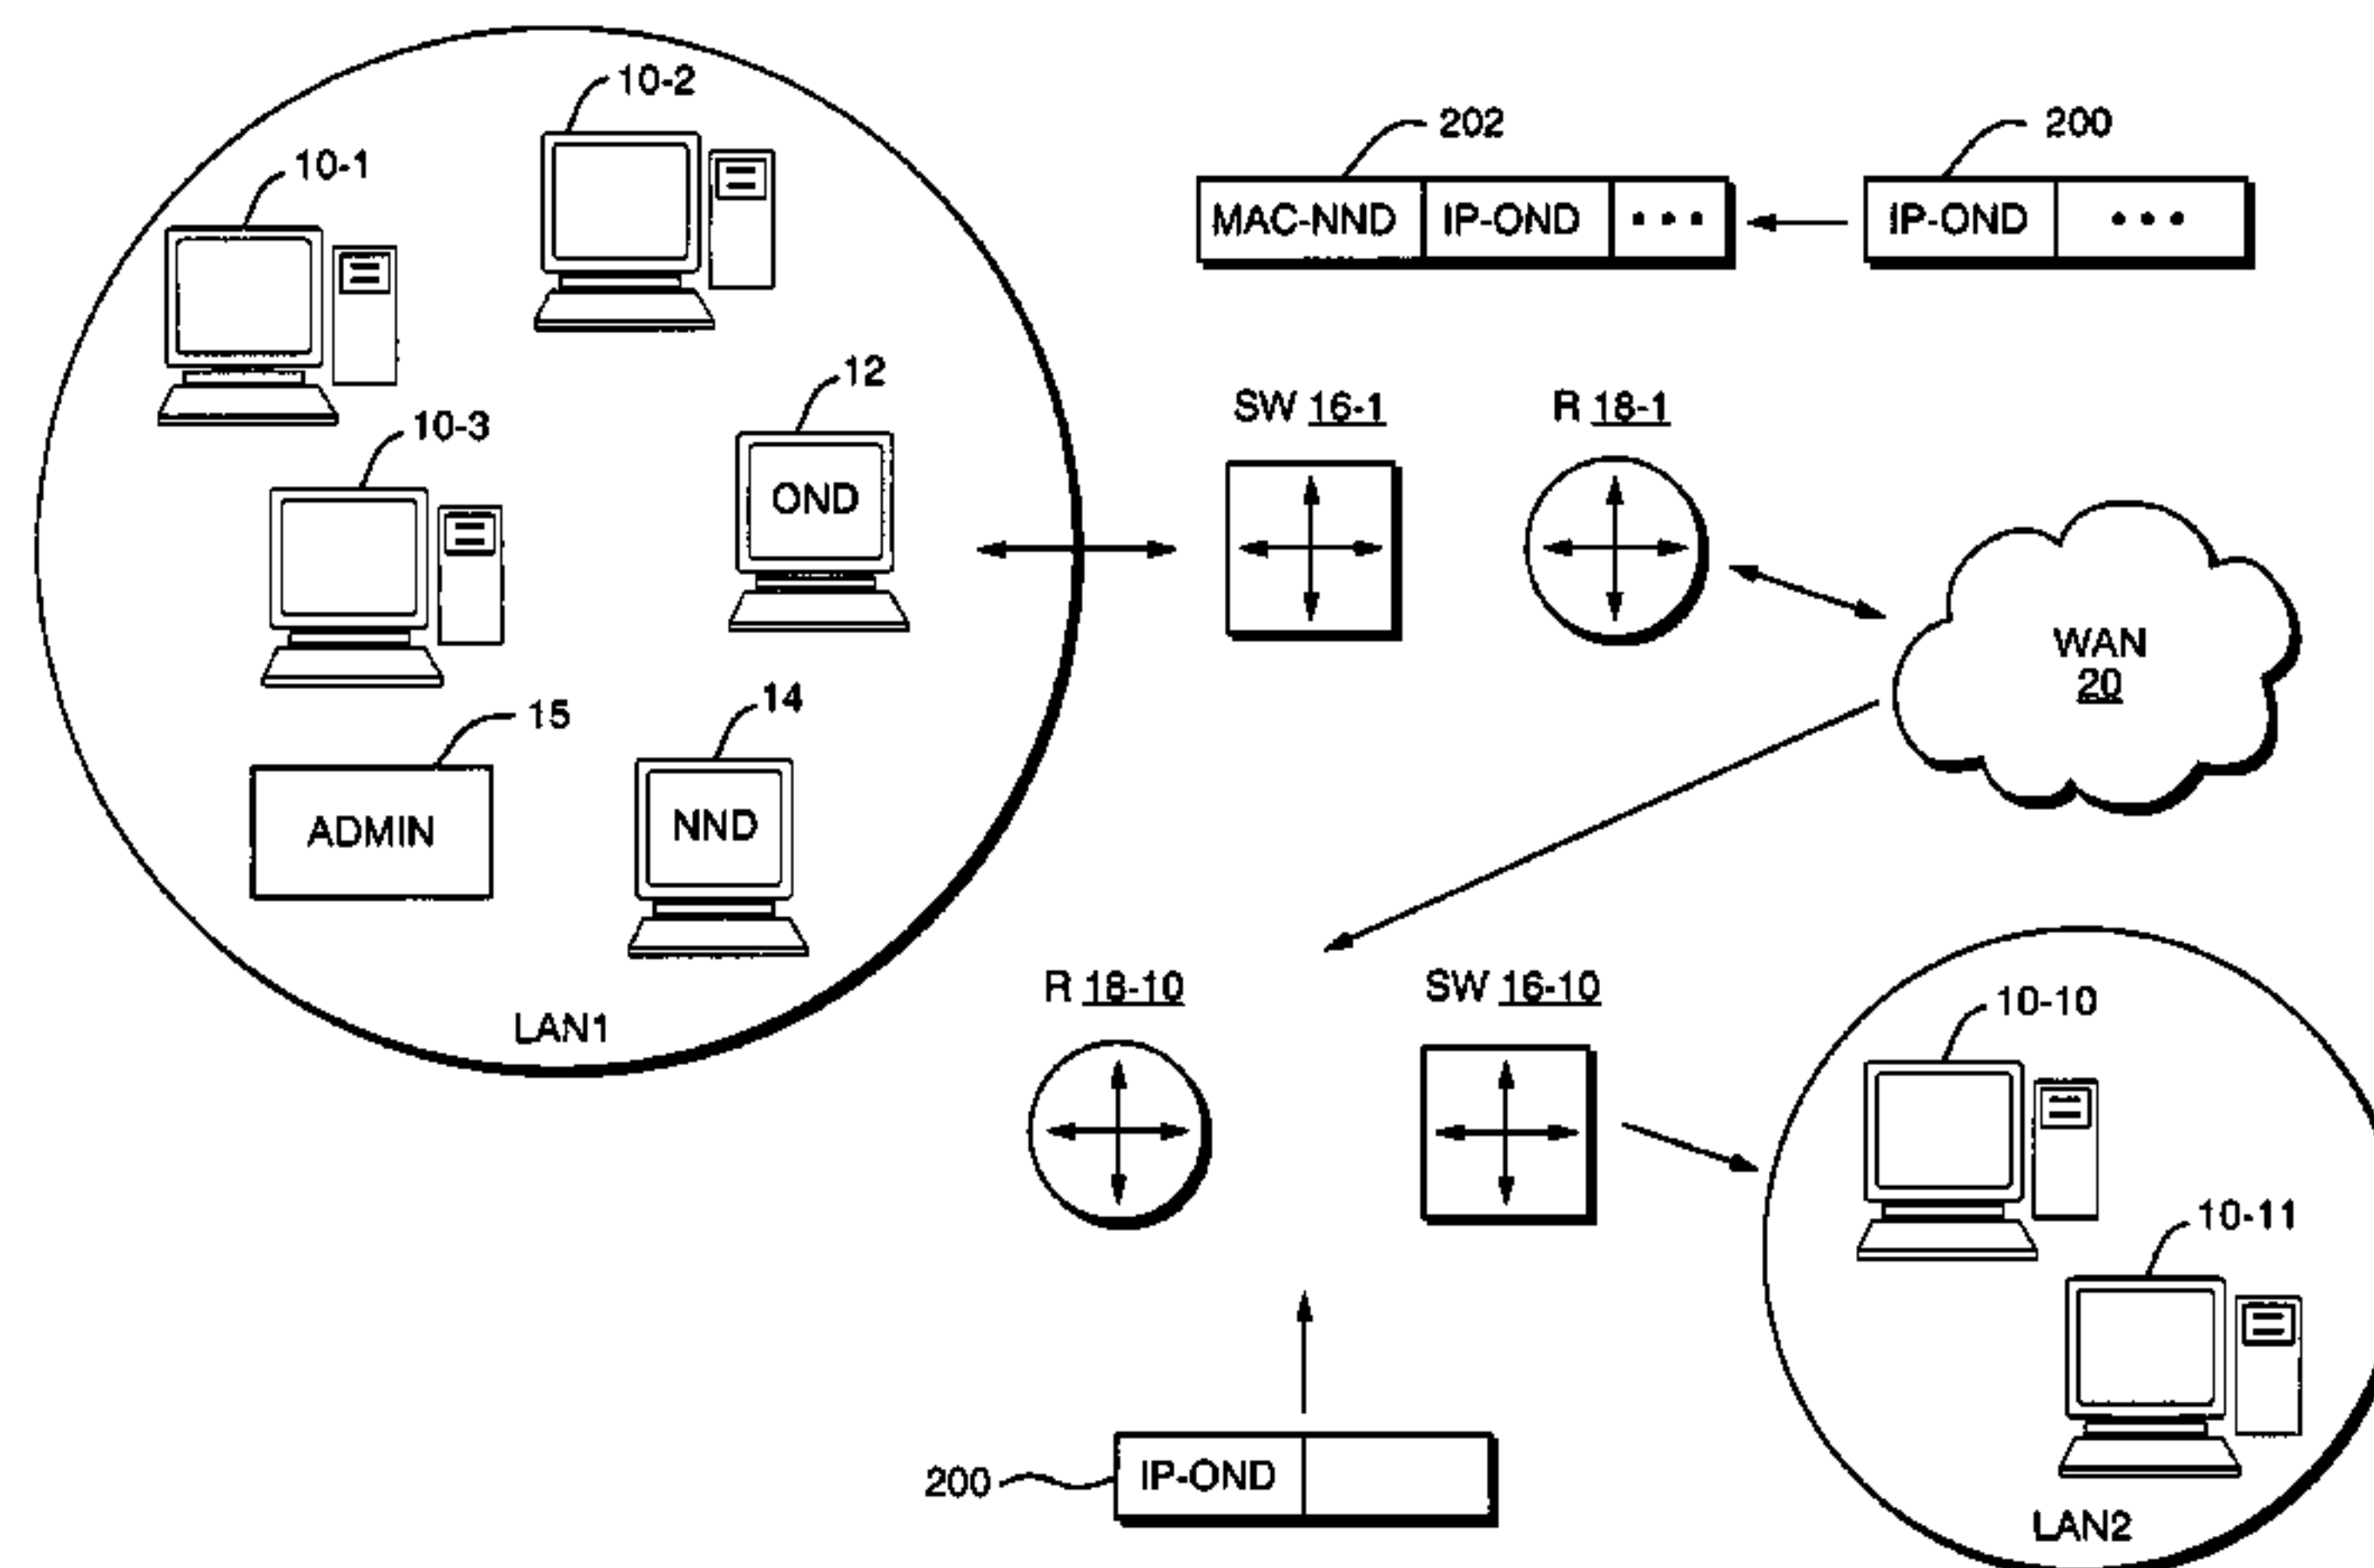 10-2
10-1
202
200
MAC-NND IP-OND •••
IP-OND •••
12
SW 16-1
R 18-1
10-3
OND
WAN
20
15
14
ADMIN
NND
LAN1
R 18-10
SW 16-10
10-10
10-11
200
IP-OND
LAN2